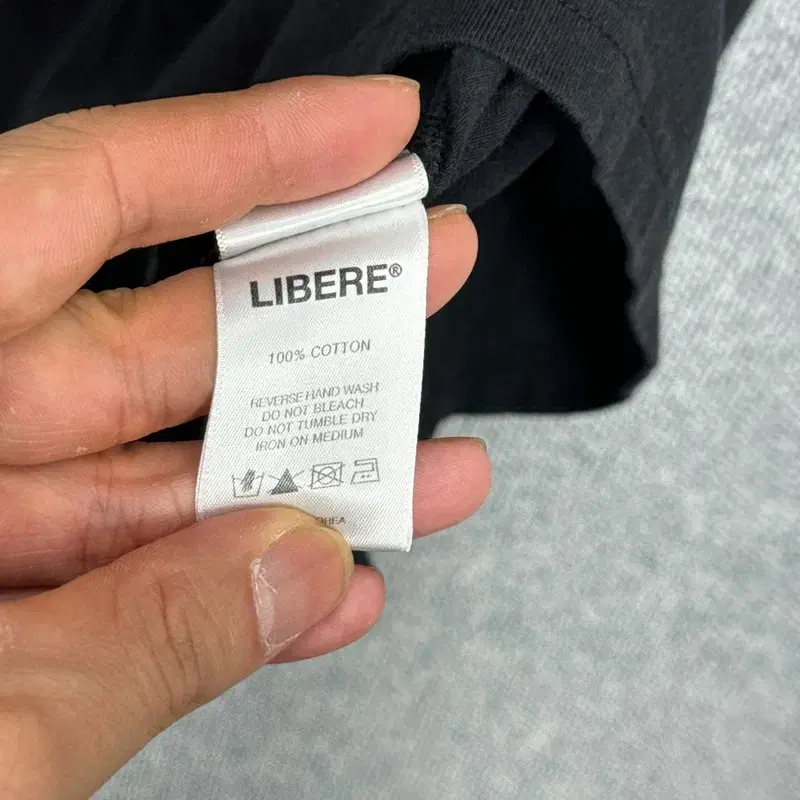 LIBERE®
100% COTTON
REVERSE HAND WASH
DO NOT BLEACH
DO NOT TUMBLE DRY
IRON ON MEDIUM